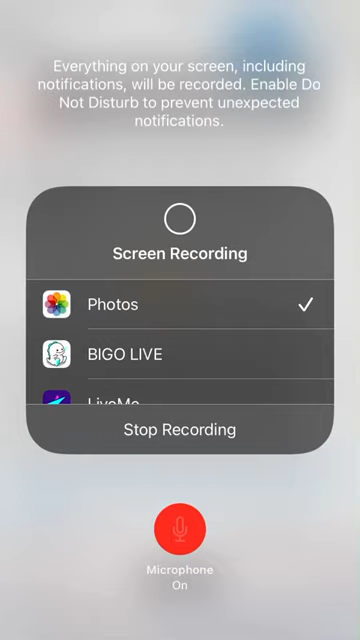 Everything on your screen, including
notifications, will be recorded. Enable Do
Not Disturb to prevent unexpected
notifications.
Screen Recording
Photos
BIGO LIVE
LiveMe
Stop Recording
Microphone
On